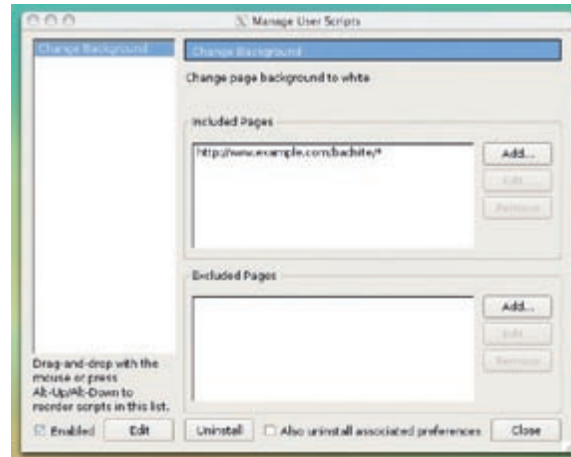 Manage User Scripts
Change Background
Change Background
Change page background to white
Included Pages
http://www.example.com/badsite/*
Add...
Edit
Remove
Excluded Pages
Add...
Edit
Remove
Drag-and-drop with the
mouse or press
Alt-Up/Alt-Down to
reorder scripts in this list.
Enabled
Edit
Uninstall
Also uninstall associated preferences
Close